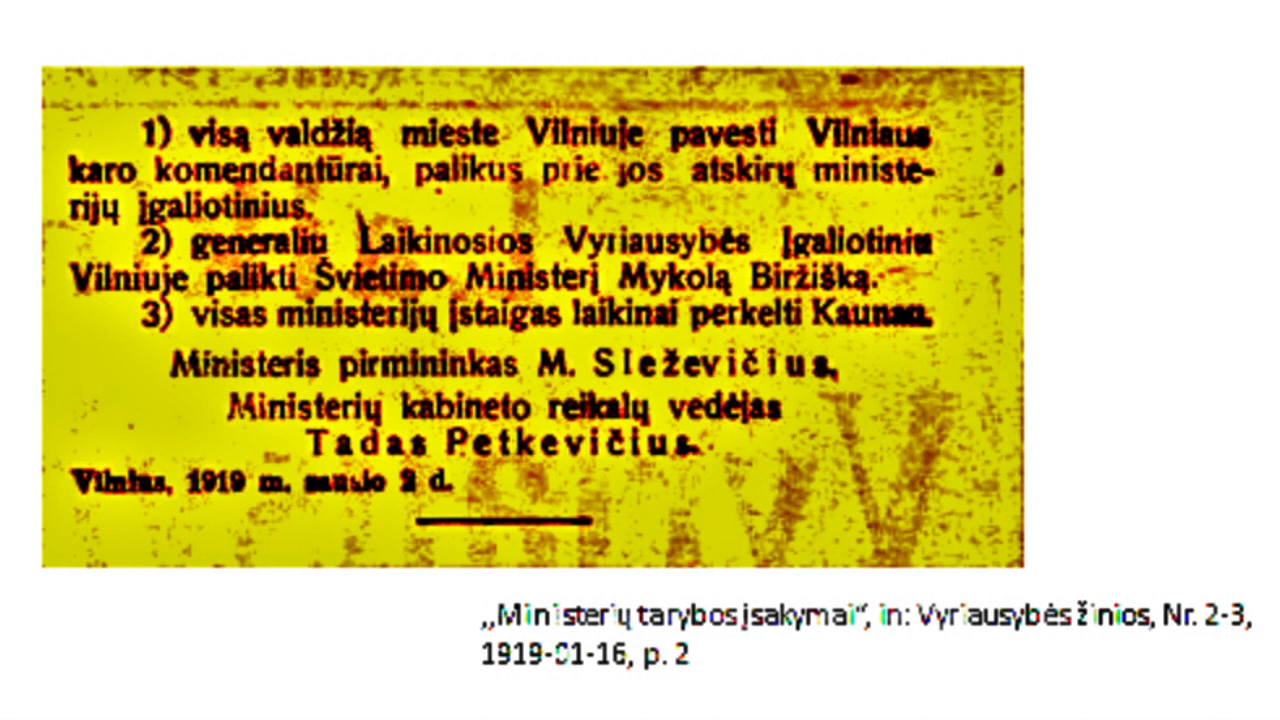 1) visą valdžią mieste Vilniuje pavesti Vilniaus
karo komendantūrai, palikus prie jos atskirų ministe-
rijų įgaliotinius.
2) generaliu Laikinosios Vyriausybės Įgaliotiniu
Vilniuje palikti Švietimo Ministerį Mykolą Biržišką.
3) visas ministerijų įstaigas laikinai perkelti Kaunan.
Ministeris pirmininkas M. Sleževičius.
Ministerių kabineto reikalų vedėjas
Tadas Petkevičius.
Vilnius, 1919 m. sausio 2 d.
„Ministerių tarybos įsakymai“, in: Vyriausybės žinios, Nr. 2-3,
1919-01-16, p. 2